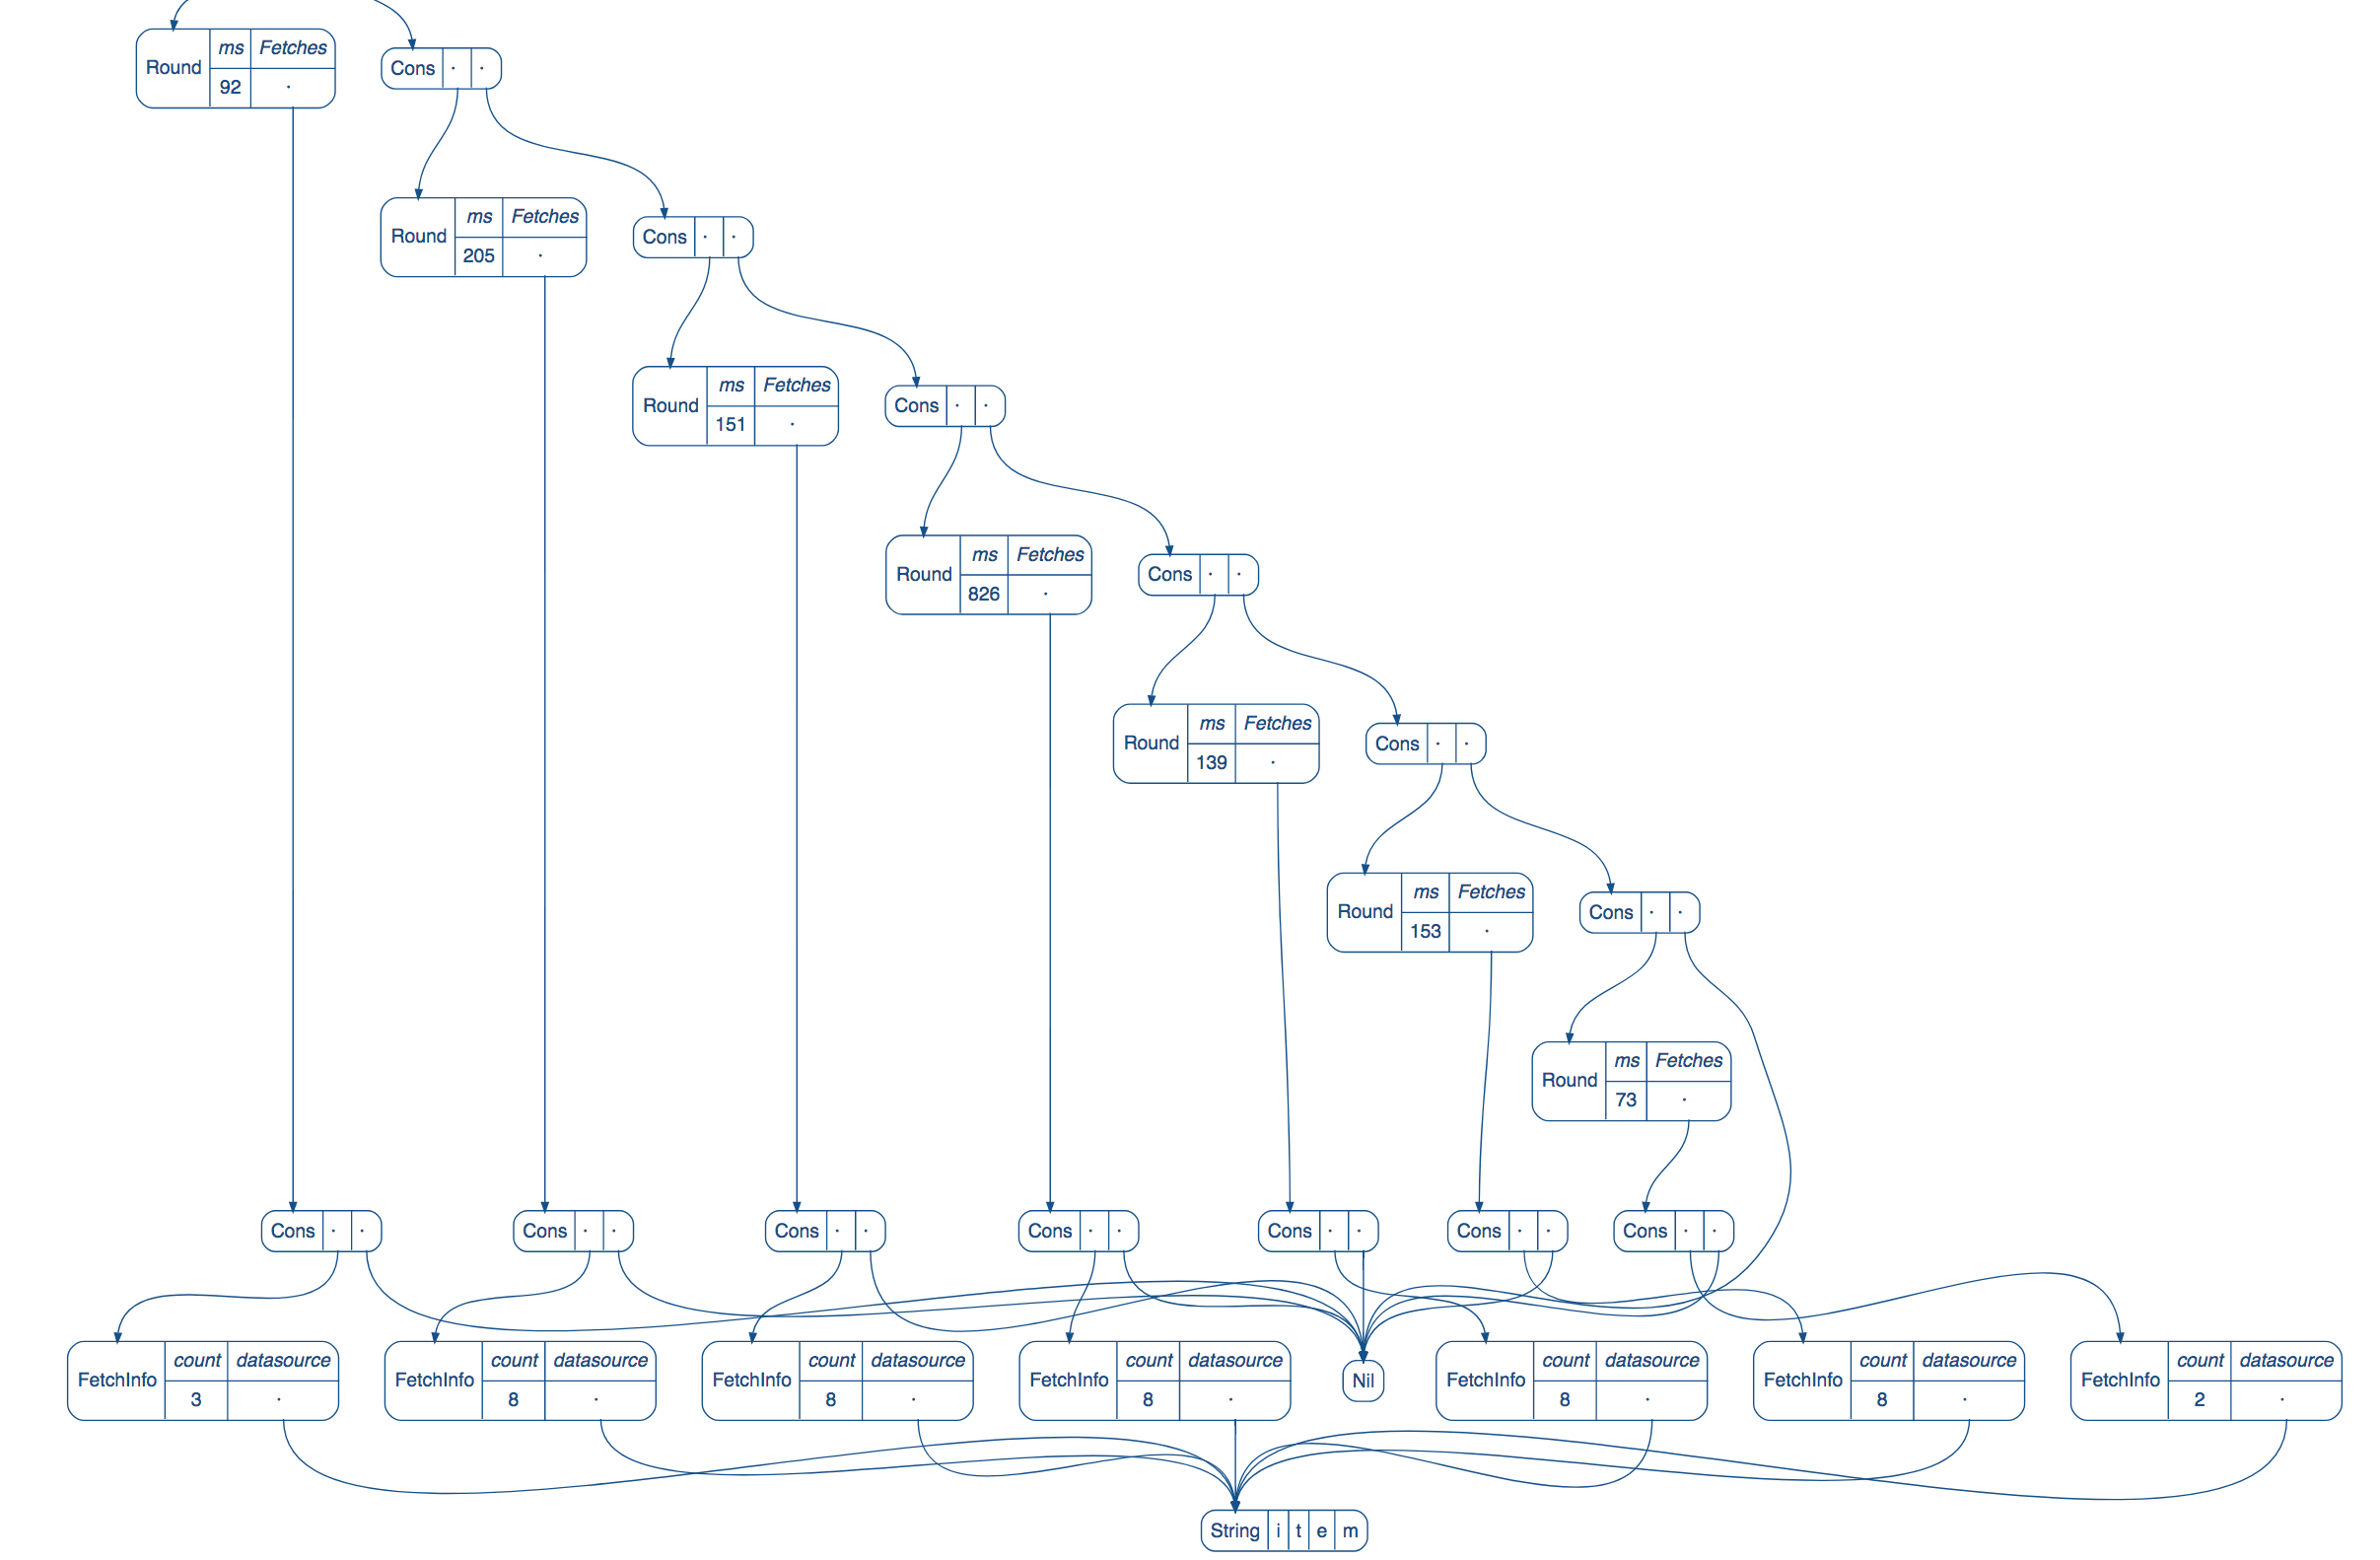 Round ms Fetches
92 ·
Cons · ·
Round ms Fetches
205 ·
Cons · ·
Round ms Fetches
151 ·
Cons · ·
Round ms Fetches
826 ·
Cons · ·
Round ms Fetches
139 ·
Cons · ·
Round ms Fetches
153 ·
Cons · ·
Round ms Fetches
73 ·
Cons · · Cons · · Cons · · Cons · · Cons · · Cons · · Cons · ·
FetchInfo count datasource
3 ·
FetchInfo count datasource
8 ·
FetchInfo count datasource
8 ·
FetchInfo count datasource
8 ·
Nil
FetchInfo count datasource
8 ·
FetchInfo count datasource
8 ·
FetchInfo count datasource
2 ·
String i t e m